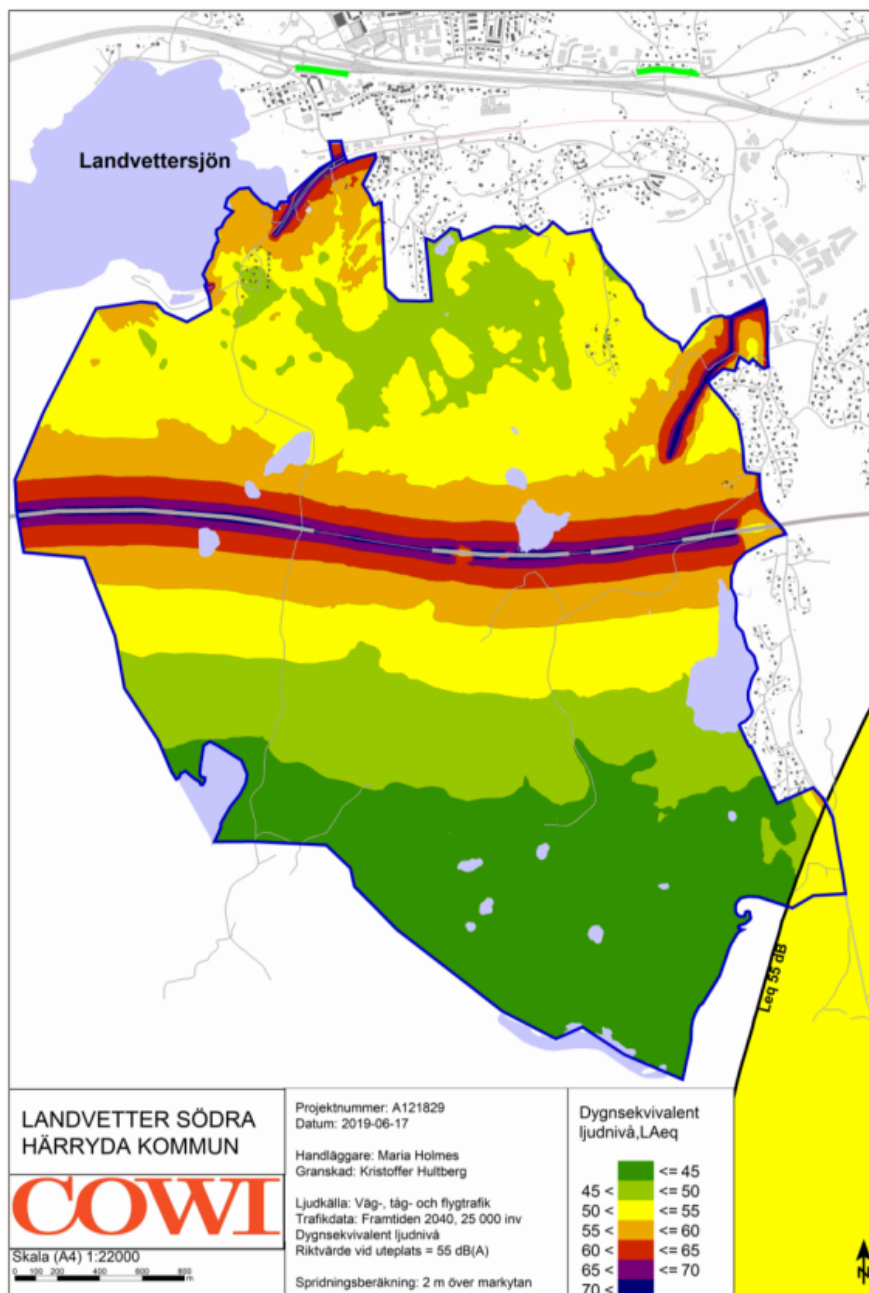 Landvettersjön
Leq 55 dB
LANDVETTER SÖDRA
HÄRRYDA KOMMUN
COWI
Skala (A4) 1:22000
0 100 200 400 600 800
m
Projektnummer: A121829
Datum: 2019-06-17
Handläggare: Maria Holmes
Granskad: Kristoffer Hultberg
Ljudkälla: Väg-, tåg- och flygtrafik
Trafikdata: Framtiden 2040, 25 000 inv
Dygnsekvivalent ljudnivå
Riktvärde vid uteplats = 55 dB(A)
Spridningsberäkning: 2 m över markytan
Dygnsekvivalent
ljudnivå,LAeq
<= 45
45 < <= 50
50 < <= 55
55 < <= 60
60 < <= 65
65 < <= 70
70 <
N